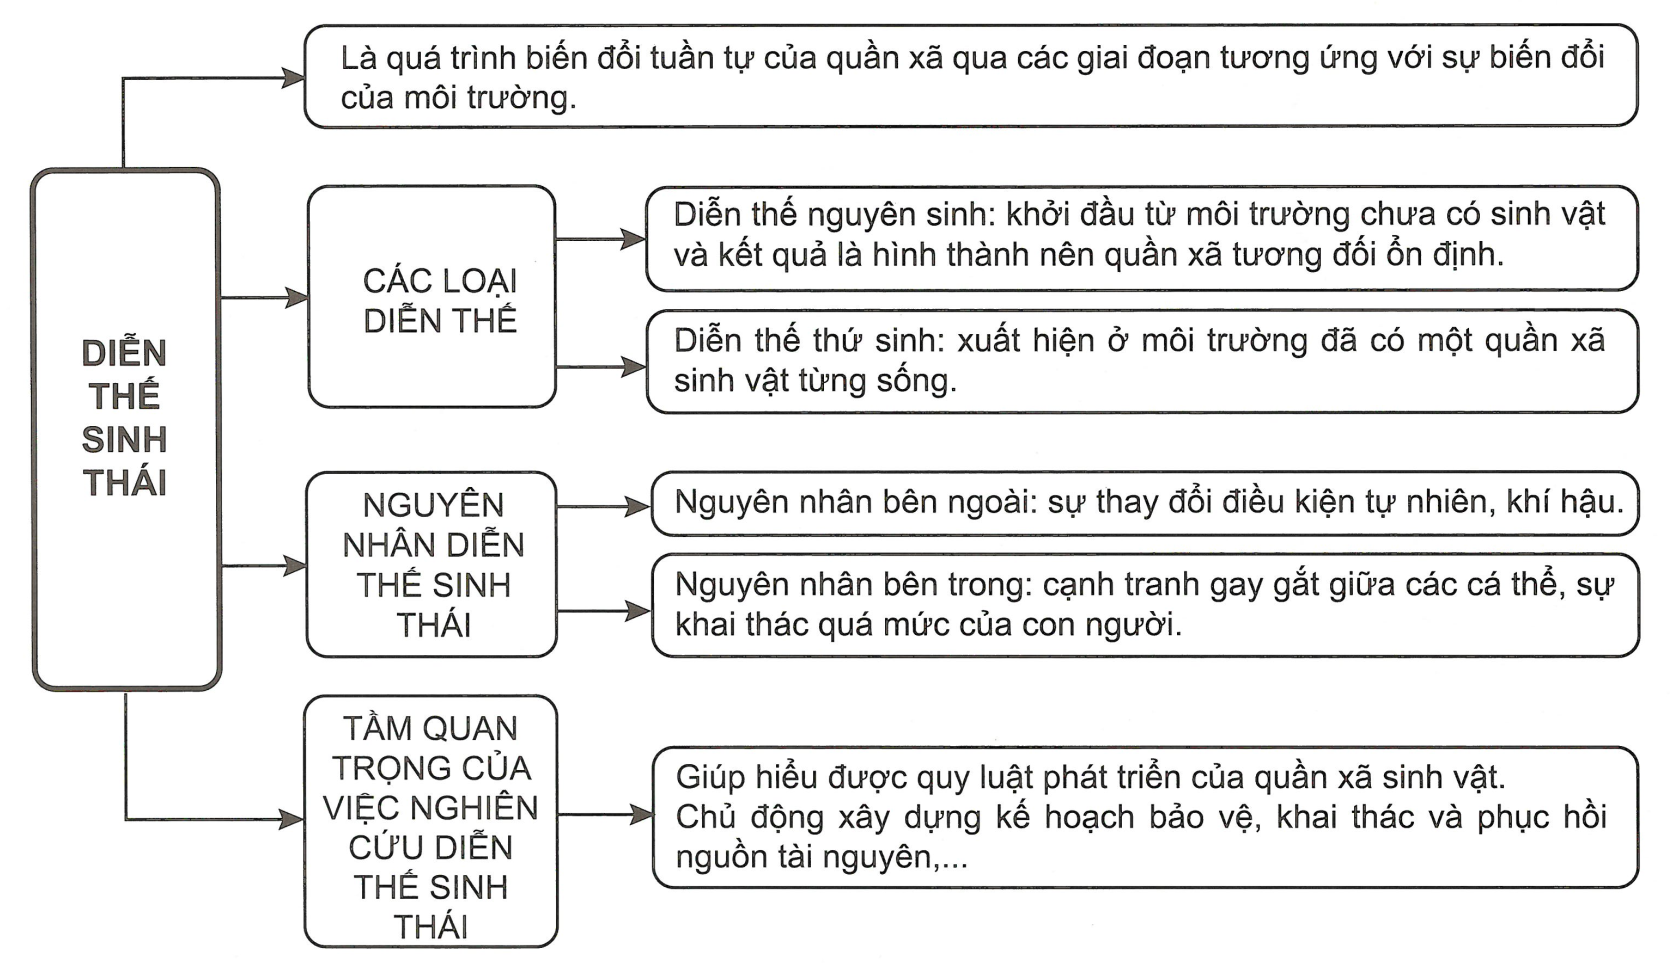 Là quá trình biến đổi tuần tự của quần xã qua các giai đoạn tương ứng với sự biến đổi
của môi trường.
DIỄN
THẾ
SINH
THÁI
CÁC LOẠI
DIỄN THẾ
Diễn thế nguyên sinh: khởi đầu từ môi trường chưa có sinh vật
và kết quả là hình thành nên quần xã tương đối ổn định.
Diễn thế thứ sinh: xuất hiện ở môi trường đã có một quần xã
sinh vật từng sống.
NGUYÊN
NHÂN DIỄN
THẾ SINH
THÁI
Nguyên nhân bên ngoài: sự thay đổi điều kiện tự nhiên, khí hậu.
Nguyên nhân bên trong: cạnh tranh gay gắt giữa các cá thể, sự
khai thác quá mức của con người.
TẦM QUAN
TRỌNG CỦA
VIỆC NGHIÊN
CỨU DIỄN
THẾ SINH
THÁI
Giúp hiểu được quy luật phát triển của quần xã sinh vật.
Chủ động xây dựng kế hoạch bảo vệ, khai thác và phục hồi
nguồn tài nguyên,...